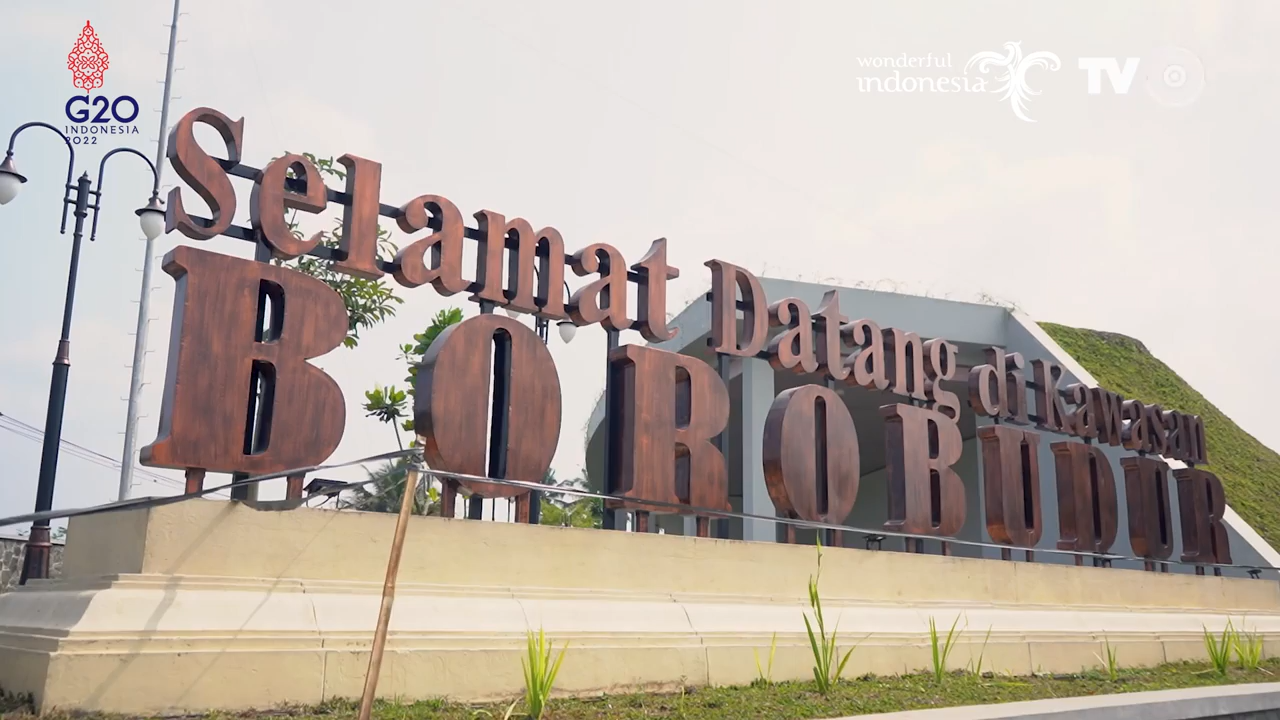 G20
INDONESIA
2022
wonderful
indonesia
TV
Selamat Datang di Kawasan
BOROBUDUR